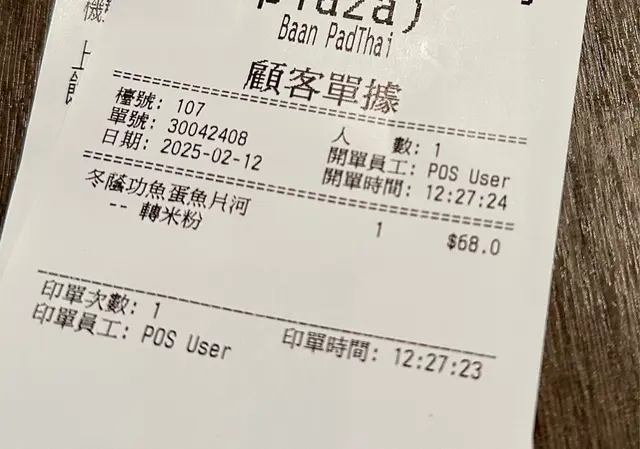 plaza)
Baan PadThai
顧客單據
檯號: 107
人 數: 1
單號: 30042408
開單員工: POS User
日期: 2025-02-12
開單時間: 12:27:24
冬蔭功魚蛋魚片河 1 $68.0
-- 轉米粉
印單次數: 1
印單員工: POS User
印單時間: 12:27:23